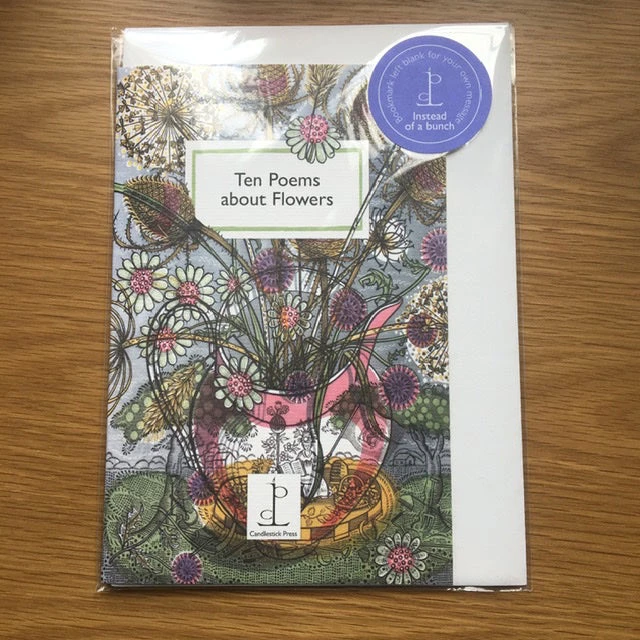 Bookmark left blank for your own message
Instead
of a bunch
Ten Poems
about Flowers
Candlestick Press